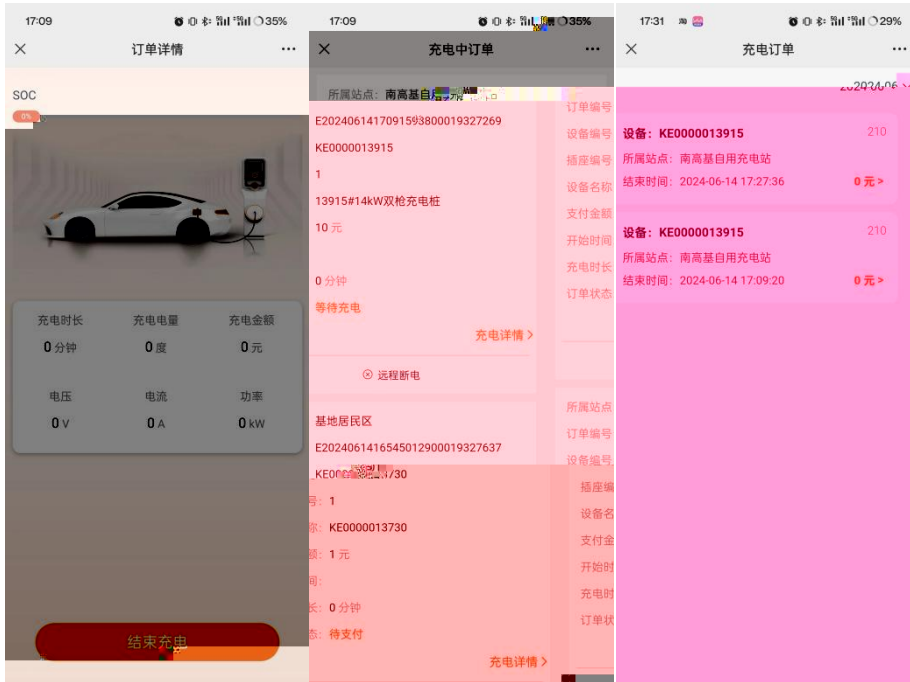 17:09
35%
订单详情
SOC
0%
充电时长
充电电量
充电金额
0 分钟
0 度
0 元
电压
电流
功率
0 V
0 A
0 kW
结束充电
17:09
35%
充电中订单
所属站点: 南高基自用
E20240614170915938000019327269
KE0000013915
1
13915#14kW双枪充电桩
10 元
0 分钟
等待充电
充电详情 >
远程断电
订单编号
设备编号
插座编号
设备名称
支付金额
开始时间
充电时长
订单状态
基地居民区
E20240614165450129000019327637
号: 1
称: KE0000013730
额: 1 元
间:
长: 0 分钟
态: 待支付
充电详情 >
所属站点
订单编号
设备编号
插座编
设备名
支付金
开始时
充电时
订单状
17:31
29%
充电订单
设备: KE0000013915
210
所属站点: 南高基自用充电站
结束时间: 2024-06-14 17:27:36
0 元 >
设备: KE0000013915
210
所属站点: 南高基自用充电站
结束时间: 2024-06-14 17:09:20
0 元 >